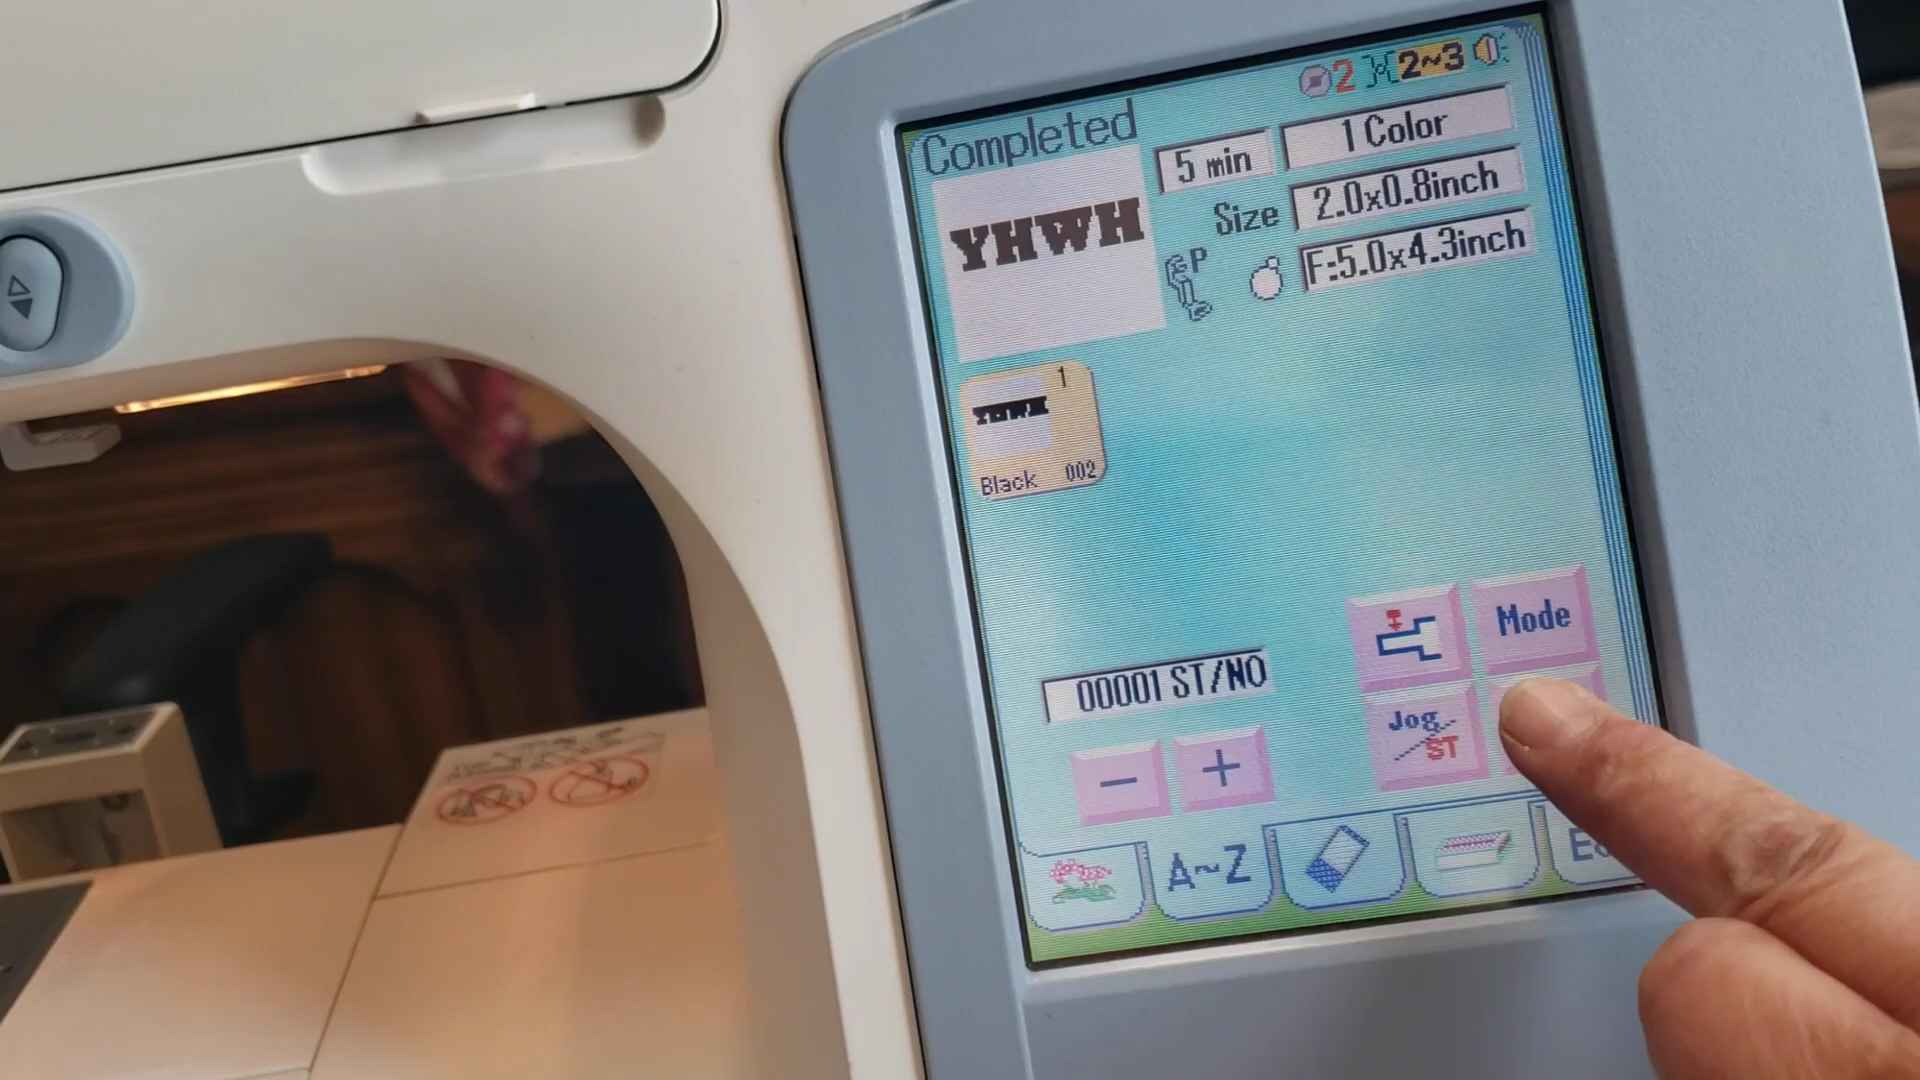 2 2~3
Completed
5 min
1 Color
Size
2.0x0.8inch
F:5.0x4.3inch
P
YHWH
1
YHWH
Black 002
Mode
00001 ST/NO
Jog
ST
- +
A~Z